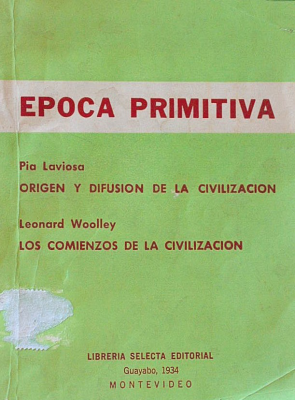 EPOCA PRIMITIVA
Pia Laviosa
ORIGEN Y DIFUSION DE LA CIVILIZACION
Leonard Woolley
LOS COMIENZOS DE LA CIVILIZACION
LIBRERIA SELECTA EDITORIAL
Guayabo, 1934
MONTEVIDEO